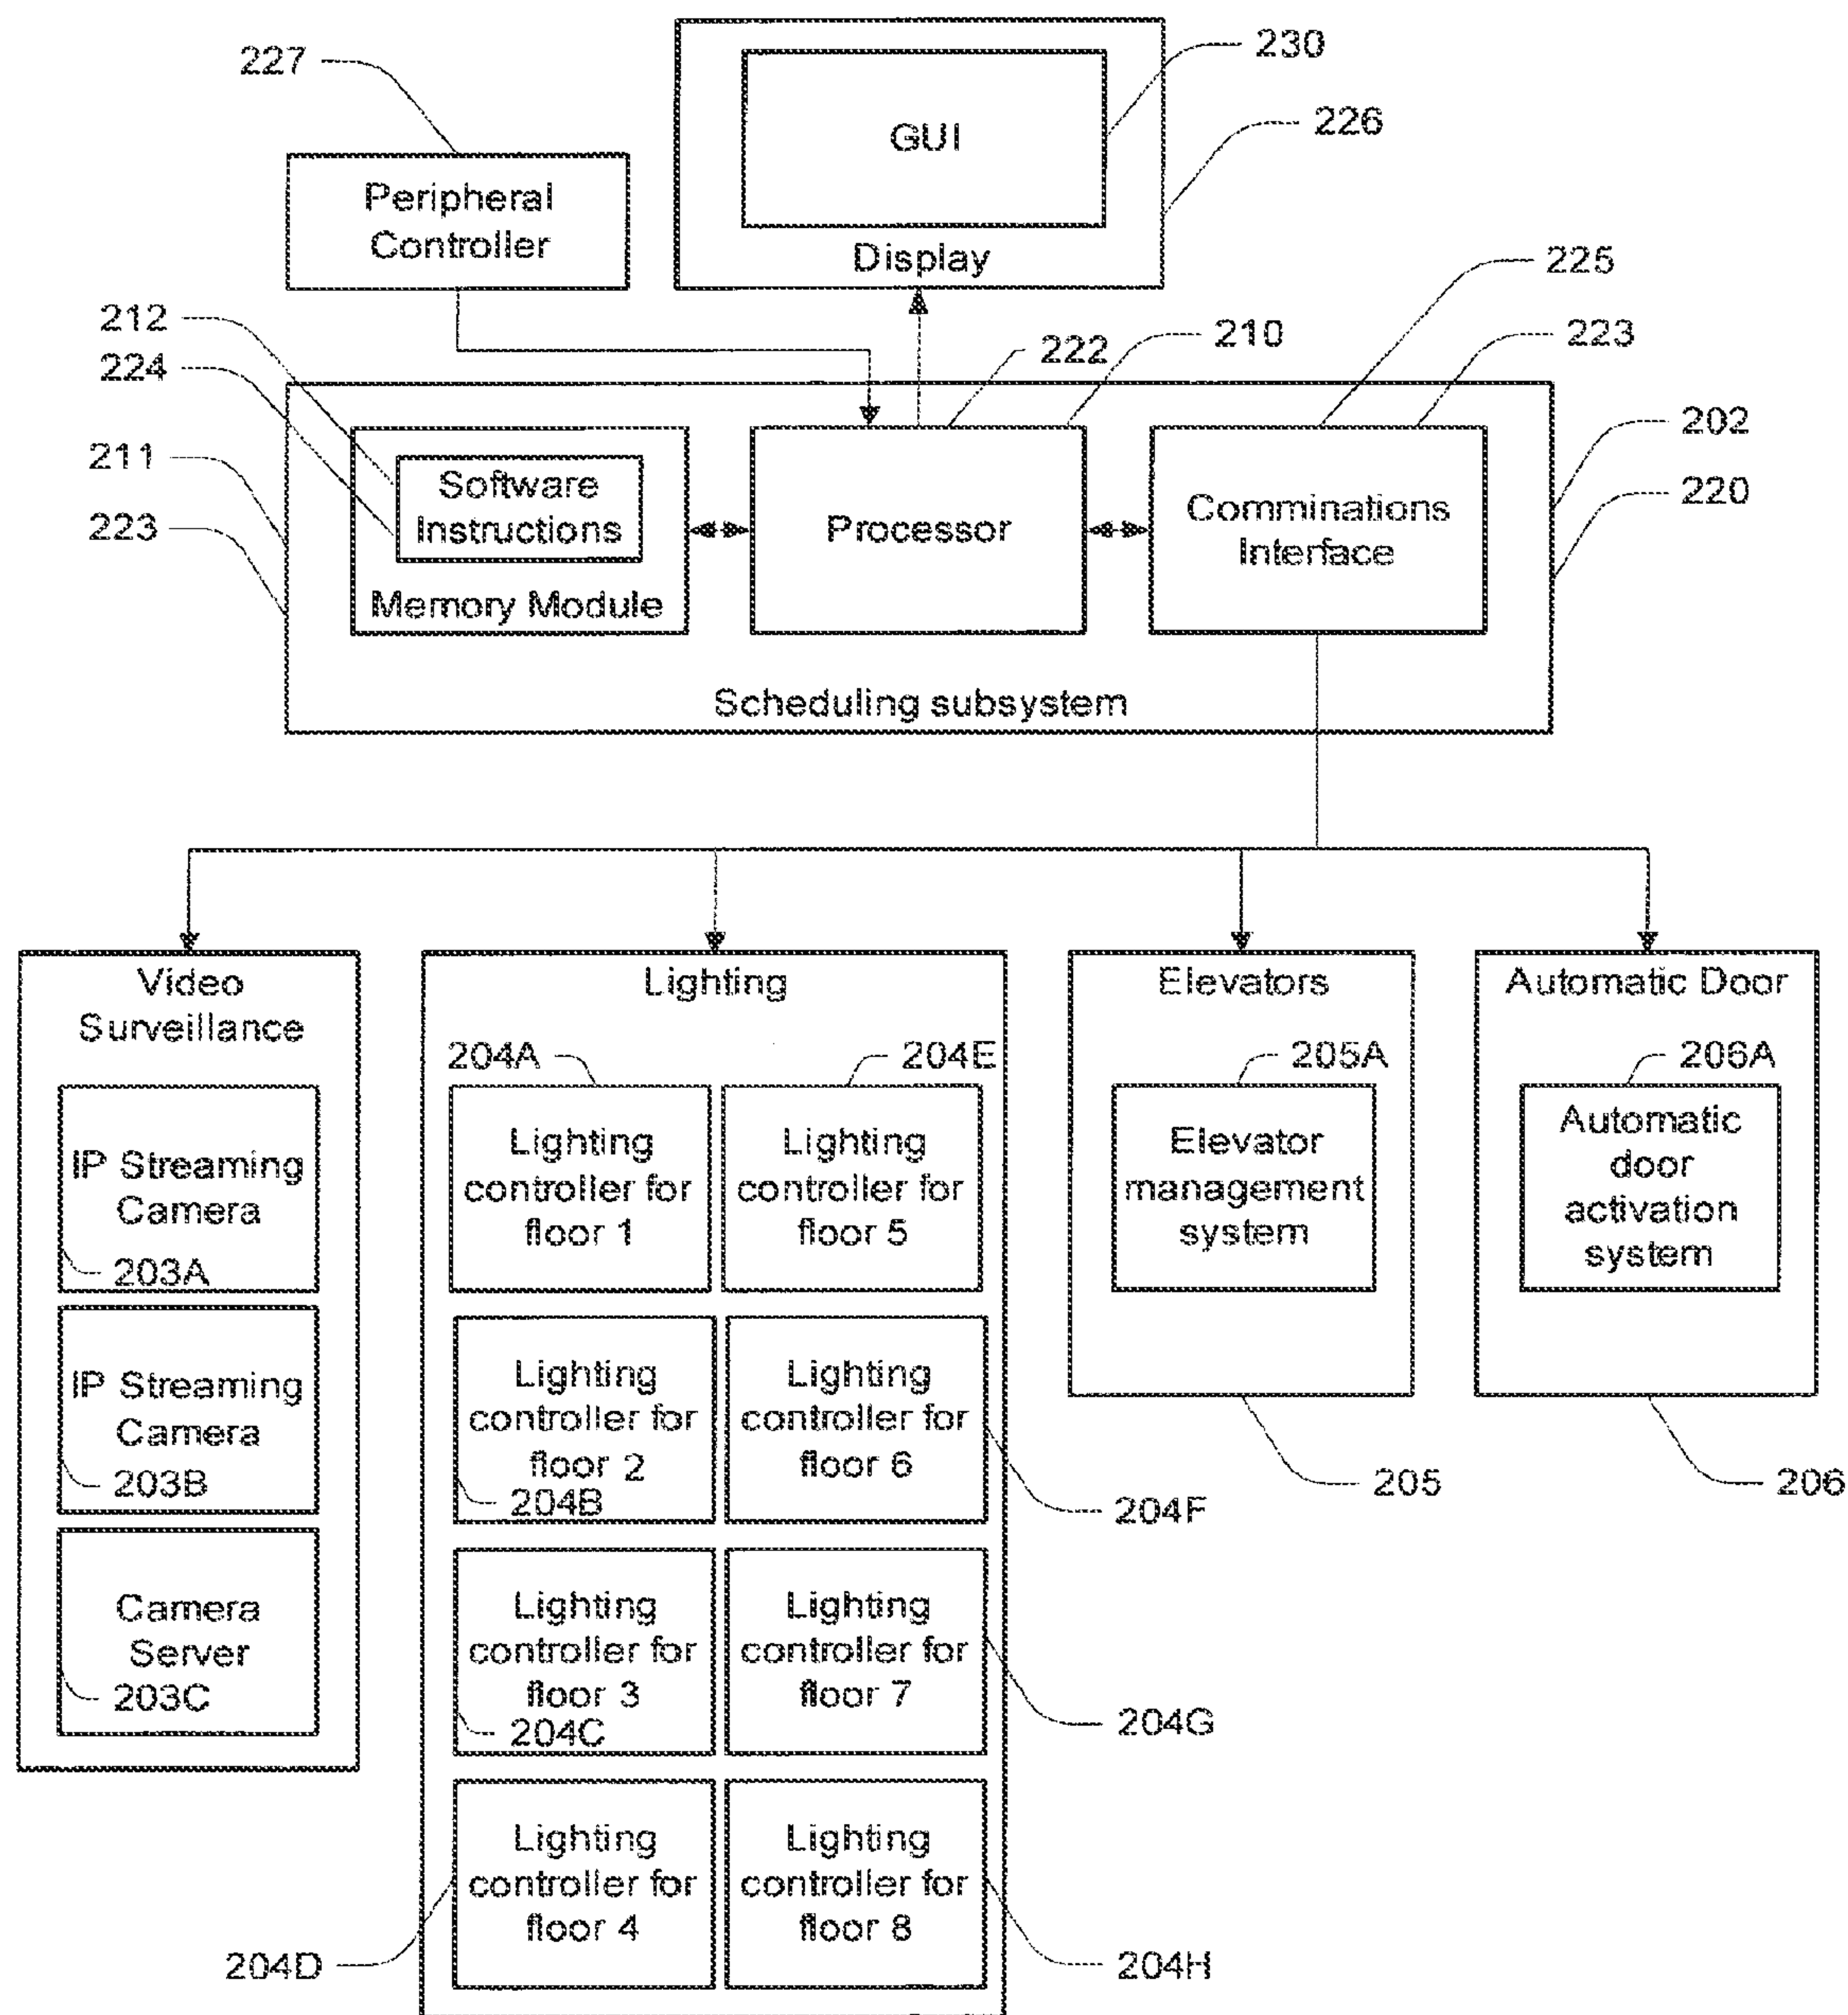 227
230
GUI
226
Peripheral
Controller
Display
225
212
222
210
223
224
202
211
Software
Instructions
Processor
Comminations
Interface
220
223
Memory Module
Scheduling subsystem
Video
Surveillance
IP Streaming
Camera
203A
IP Streaming
Camera
203B
Camera
Server
203C
Lighting
204A
204E
Lighting
controller for
floor 1
Lighting
controller for
floor 5
Lighting
controller for
floor 2
204B
Lighting
controller for
floor 6
204F
Lighting
controller for
floor 3
204C
Lighting
controller for
floor 7
204G
Lighting
controller for
floor 4
204D
Lighting
controller for
floor 8
204H
Elevators
205A
Elevator
management
system
205
Automatic Door
206A
Automatic
door
activation
system
206